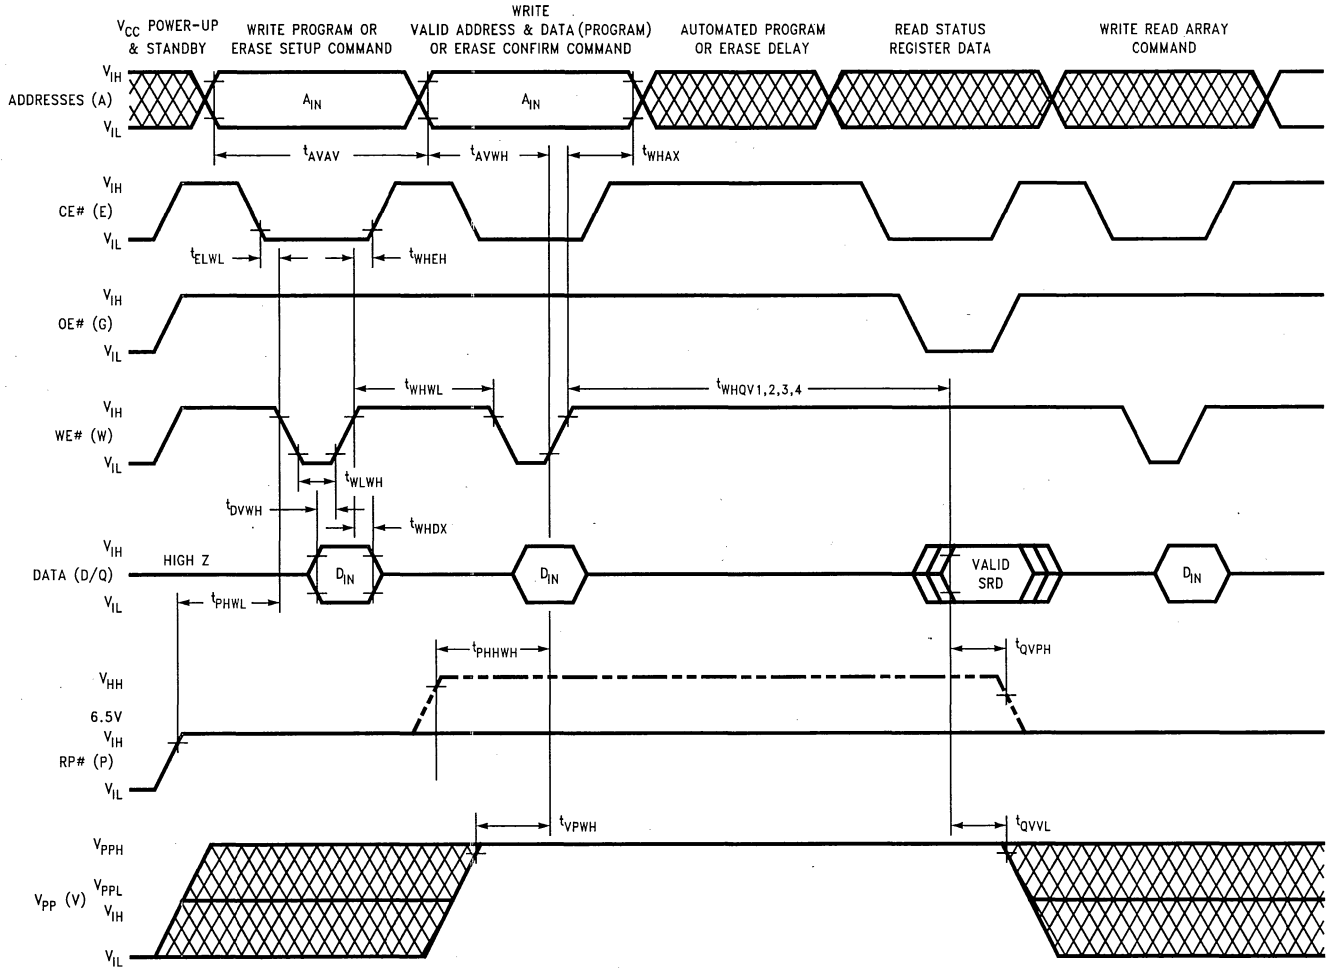 V_CC POWER-UP
& STANDBY
WRITE PROGRAM OR
ERASE SETUP COMMAND
WRITE
VALID ADDRESS & DATA (PROGRAM)
OR ERASE CONFIRM COMMAND
AUTOMATED PROGRAM
OR ERASE DELAY
READ STATUS
REGISTER DATA
WRITE READ ARRAY
COMMAND
V_IH
ADDRESSES (A)
V_IL
A_IN
A_IN
t_AVAV
t_AVWH
t_WHAX
V_IH
CE# (E)
V_IL
t_ELWL
t_WHEH
V_IH
OE# (G)
V_IL
t_WHWL
t_WHQV1,2,3,4
V_IH
WE# (W)
V_IL
t_WLWH
t_DVWH
t_WHDX
V_IH
HIGH Z
DATA (D/Q)
V_IL
D_IN
D_IN
VALID
SRD
D_IN
t_PHWL
t_PHHWH
t_QVPH
V_HH
6.5V
V_IH
RP# (P)
V_IL
t_VPWH
t_QVVL
V_PPH
V_PPL
V_PP (V)
V_IH
V_IL